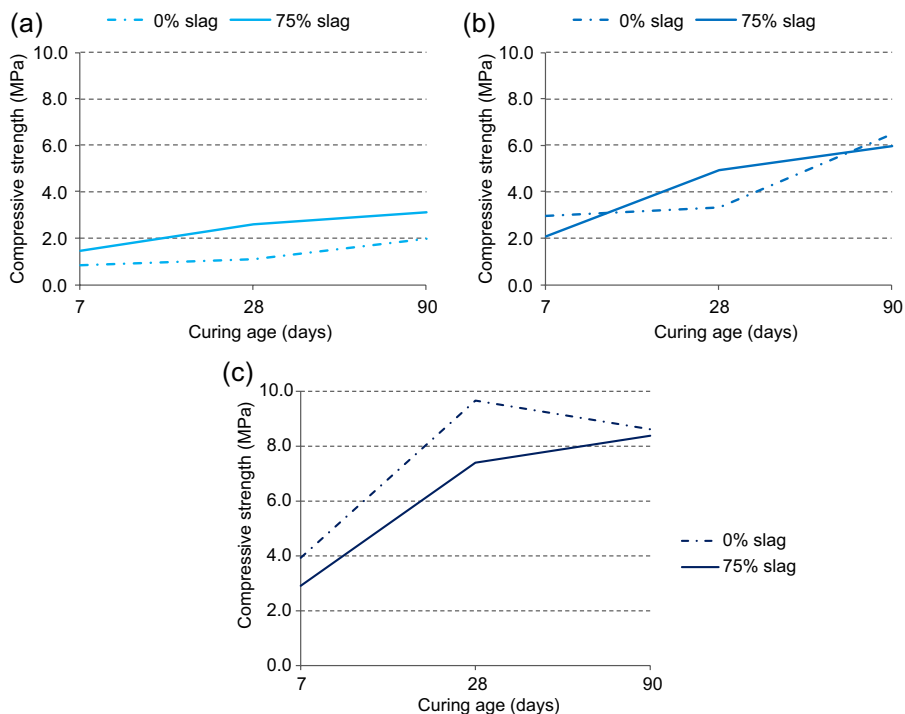 (a)
0% slag 75% slag
10.0
8.0
6.0
4.0
2.0
0.0
Compressive strength (MPa)
7 28 90
Curing age (days)
(b)
0% slag 75% slag
10.0
8.0
6.0
4.0
2.0
0.0
Compressive strength (MPa)
7 28 90
Curing age (days)
(c)
10.0
8.0
6.0
4.0
2.0
0.0
Compressive strength (MPa)
7 28 90
Curing age (days)
0% slag
75% slag